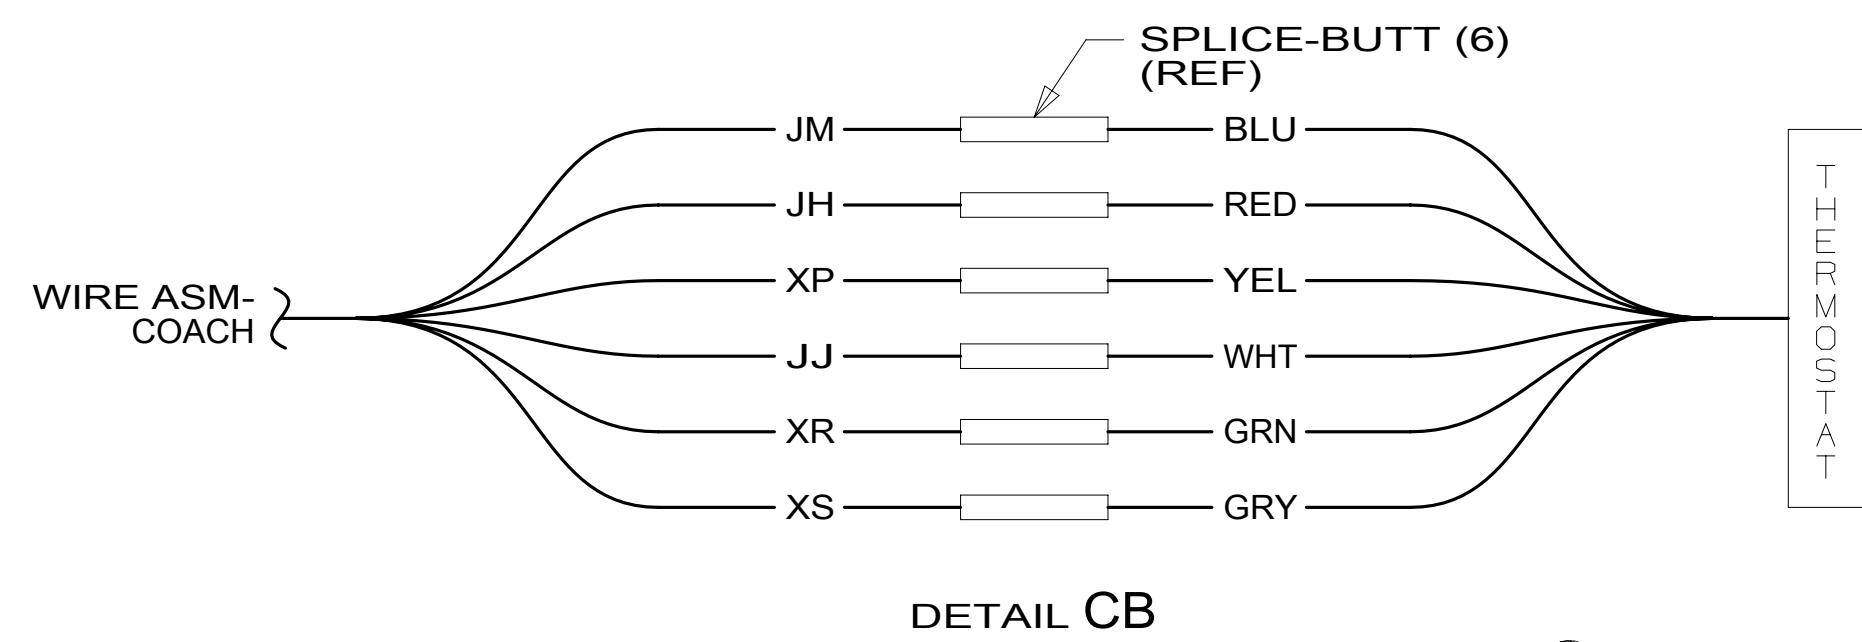 SPLICE-BUTT (6)
(REF)
JM BLU
JH RED
XP YEL
WIRE ASM-
COACH
JJ WHT
XR GRN
XS GRY
THERMOSTAT
DETAIL CB